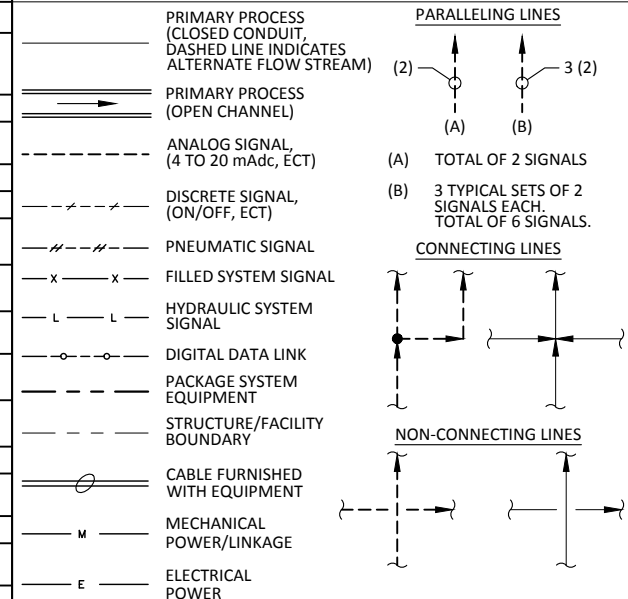 PRIMARY PROCESS
(CLOSED CONDUIT,
DASHED LINE INDICATES
ALTERNATE FLOW STREAM)
PRIMARY PROCESS
(OPEN CHANNEL)
ANALOG SIGNAL,
(4 TO 20 mAdc, ECT)
DISCRETE SIGNAL,
(ON/OFF, ECT)
PNEUMATIC SIGNAL
X X FILLED SYSTEM SIGNAL
L L HYDRAULIC SYSTEM
SIGNAL
DIGITAL DATA LINK
PACKAGE SYSTEM
EQUIPMENT
STRUCTURE/FACILITY
BOUNDARY
CABLE FURNISHED
WITH EQUIPMENT
M MECHANICAL
POWER/LINKAGE
E ELECTRICAL
POWER
PARALLELING LINES
(2) 3 (2)
(A) (B)
(A) TOTAL OF 2 SIGNALS
(B) 3 TYPICAL SETS OF 2
SIGNALS EACH.
TOTAL OF 6 SIGNALS.
CONNECTING LINES
NON-CONNECTING LINES